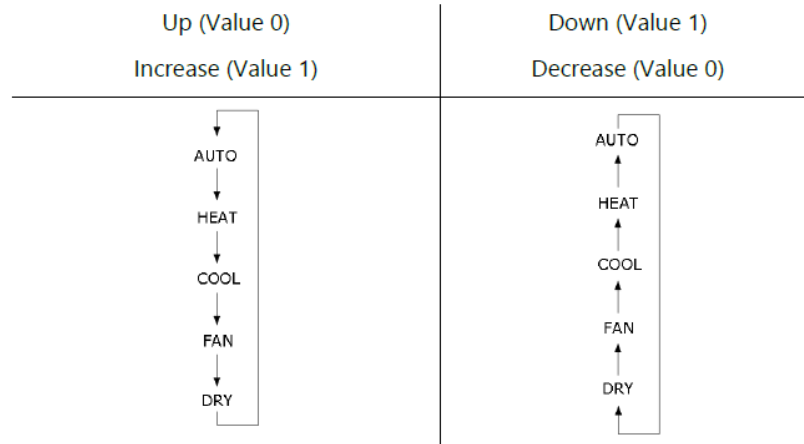 Up (Value 0)
Increase (Value 1)
Down (Value 1)
Decrease (Value 0)
AUTO
HEAT
COOL
FAN
DRY
AUTO
HEAT
COOL
FAN
DRY